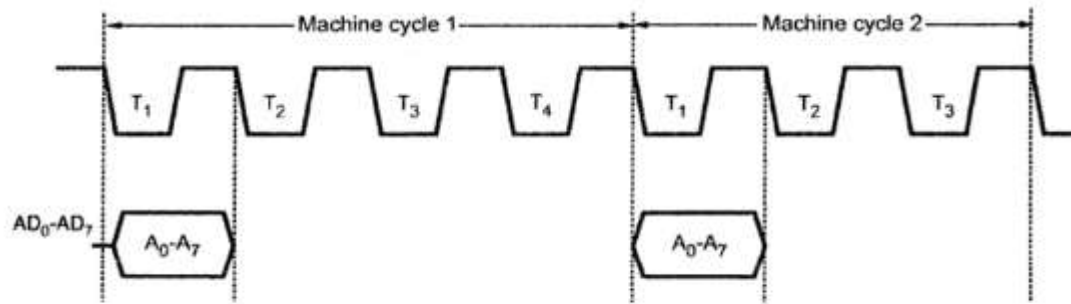 Machine cycle 1 Machine cycle 2
T₁ T₂ T₃ T₄ T₁ T₂ T₃
AD₀-AD₇ A₀-A₇ A₀-A₇